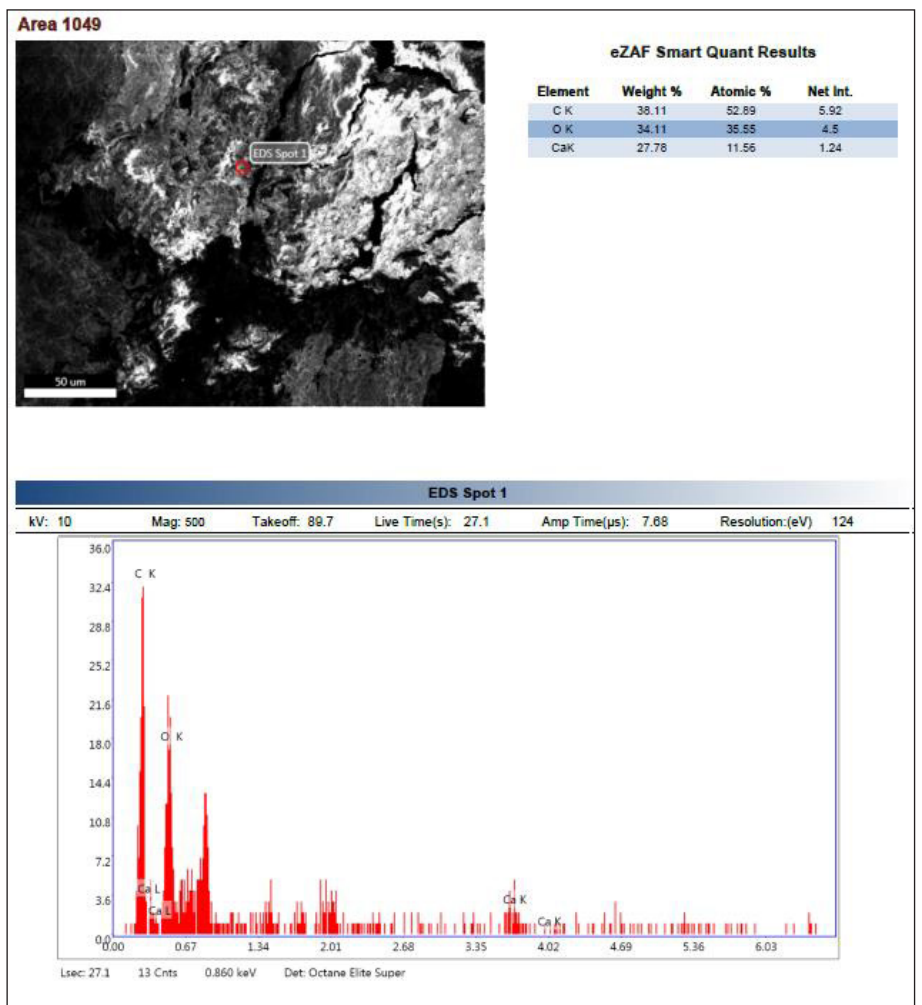 Area 1049
eZAF Smart Quant Results
Element Weight % Atomic % Net Int.
C K 38.11 52.89 5.92
O K 34.11 35.55 4.5
CaK 27.78 11.56 1.24
EDS Spot 1
50 um
EDS Spot 1
kV: 10 Mag: 500 Takeoff: 89.7 Live Time(s): 27.1 Amp Time(µs): 7.68 Resolution:(eV) 124
36.0
C K
32.4
28.8
25.2
21.6
O K
18.0
14.4
10.8
7.2
Ca L
3.6
Ca K
Ca L
Ca K
0.0
0.00 0.67 1.34 2.01 2.68 3.35 4.02 4.69 5.36 6.03
Lsec: 27.1 13 Cnts 0.860 keV Det: Octane Elite Super